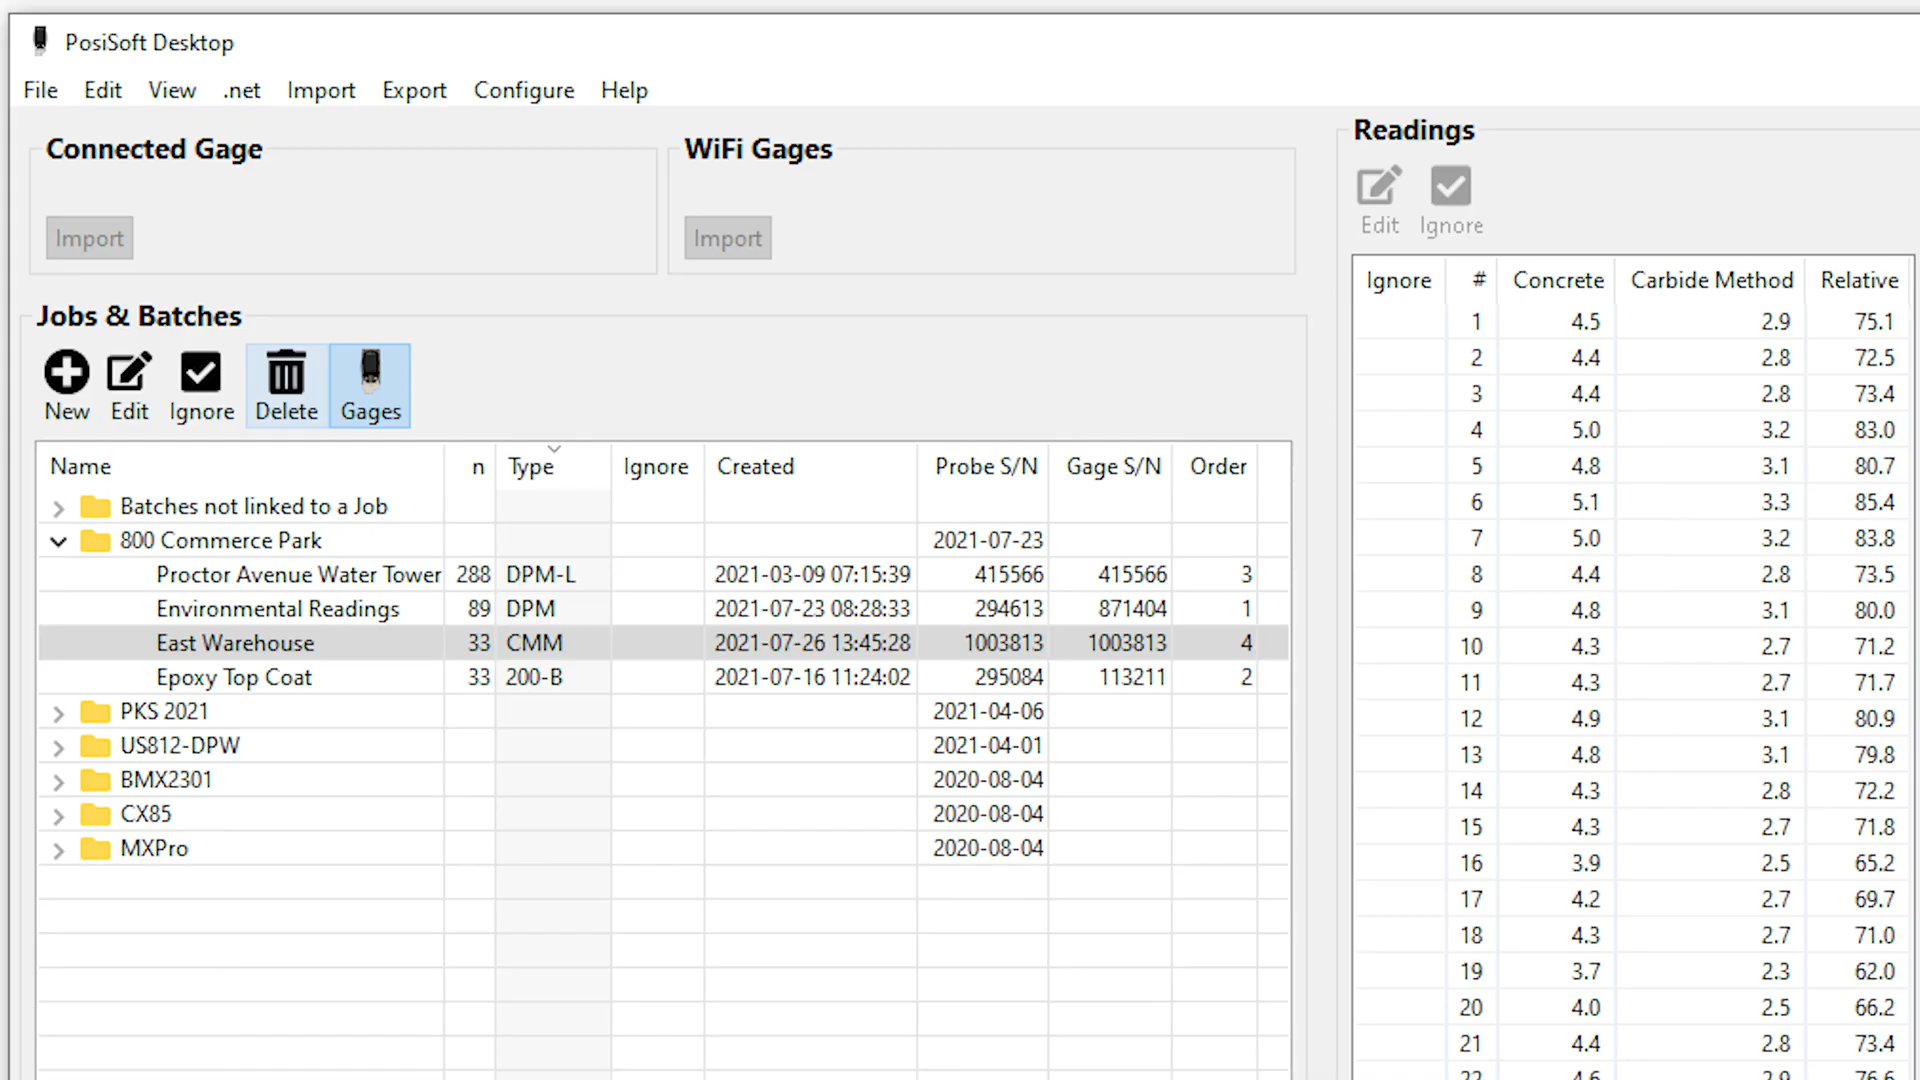 PosiSoft Desktop
File Edit View .net Import Export Configure Help
Connected Gage
Import
WiFi Gages
Import
Jobs & Batches
New Edit Ignore Delete Gages
Name n Type Ignore Created Probe S/N Gage S/N Order
Batches not linked to a Job
800 Commerce Park 2021-07-23
Proctor Avenue Water Tower 288 DPM-L 2021-03-09 07:15:39 415566 415566 3
Environmental Readings 89 DPM 2021-07-23 08:28:33 294613 871404 1
East Warehouse 33 CMM 2021-07-26 13:45:28 1003813 1003813 4
Epoxy Top Coat 33 200-B 2021-07-16 11:24:02 295084 113211 2
PKS 2021 2021-04-06
US812-DPW 2021-04-01
BMX2301 2020-08-04
CX85 2020-08-04
MXPro 2020-08-04
Readings
Edit Ignore
Ignore # Concrete Carbide Method Relative
1 4.5 2.9 75.1
2 4.4 2.8 72.5
3 4.4 2.8 73.4
4 5.0 3.2 83.0
5 4.8 3.1 80.7
6 5.1 3.3 85.4
7 5.0 3.2 83.8
8 4.4 2.8 73.5
9 4.8 3.1 80.0
10 4.3 2.7 71.2
11 4.3 2.7 71.7
12 4.9 3.1 80.9
13 4.8 3.1 79.8
14 4.3 2.8 72.2
15 4.3 2.7 71.8
16 3.9 2.5 65.2
17 4.2 2.7 69.7
18 4.3 2.7 71.0
19 3.7 2.3 62.0
20 4.0 2.5 66.2
21 4.4 2.8 73.4